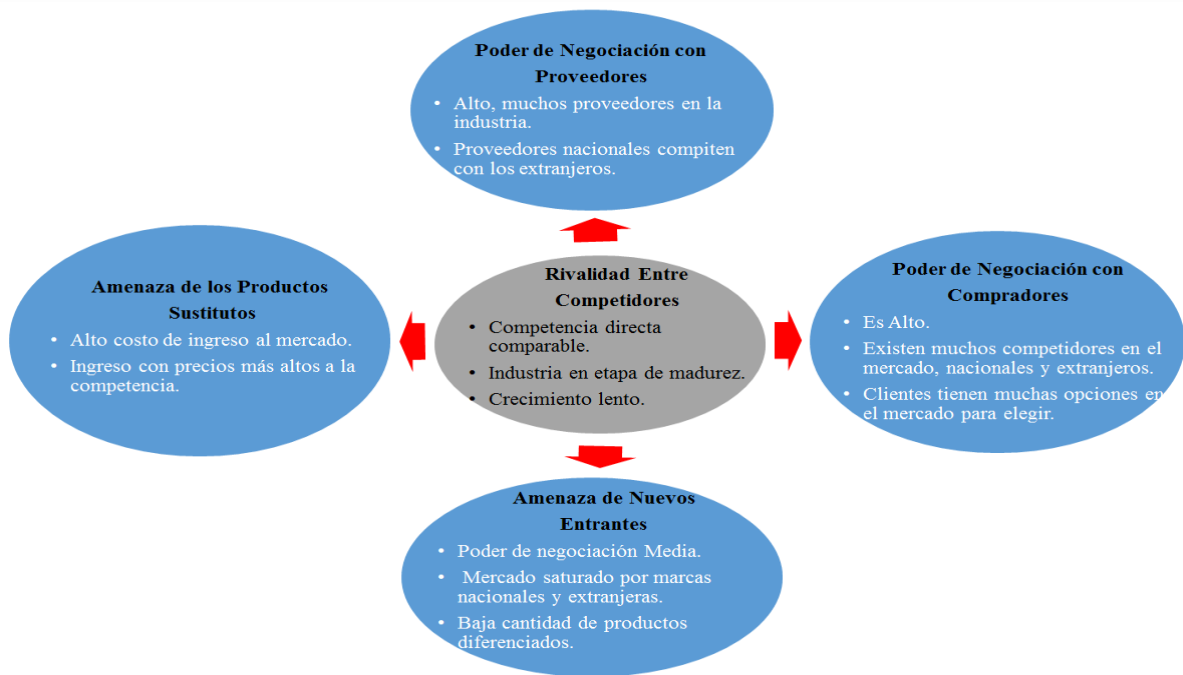 Poder de Negociación con
Proveedores
• Alto, muchos proveedores en la
industria.
• Proveedores nacionales compiten
con los extranjeros.
Amenaza de los Productos
Sustitutos
• Alto costo de ingreso al mercado.
• Ingreso con precios más altos a la
competencia.
Rivalidad Entre
Competidores
• Competencia directa
comparable.
• Industria en etapa de madurez.
• Crecimiento lento.
Poder de Negociación con
Compradores
• Es Alto.
• Existen muchos competidores en el
mercado, nacionales y extranjeros.
• Clientes tienen muchas opciones en
el mercado para elegir.
Amenaza de Nuevos
Entrantes
• Poder de negociación Media.
• Mercado saturado por marcas
nacionales y extranjeras.
• Baja cantidad de productos
diferenciados.